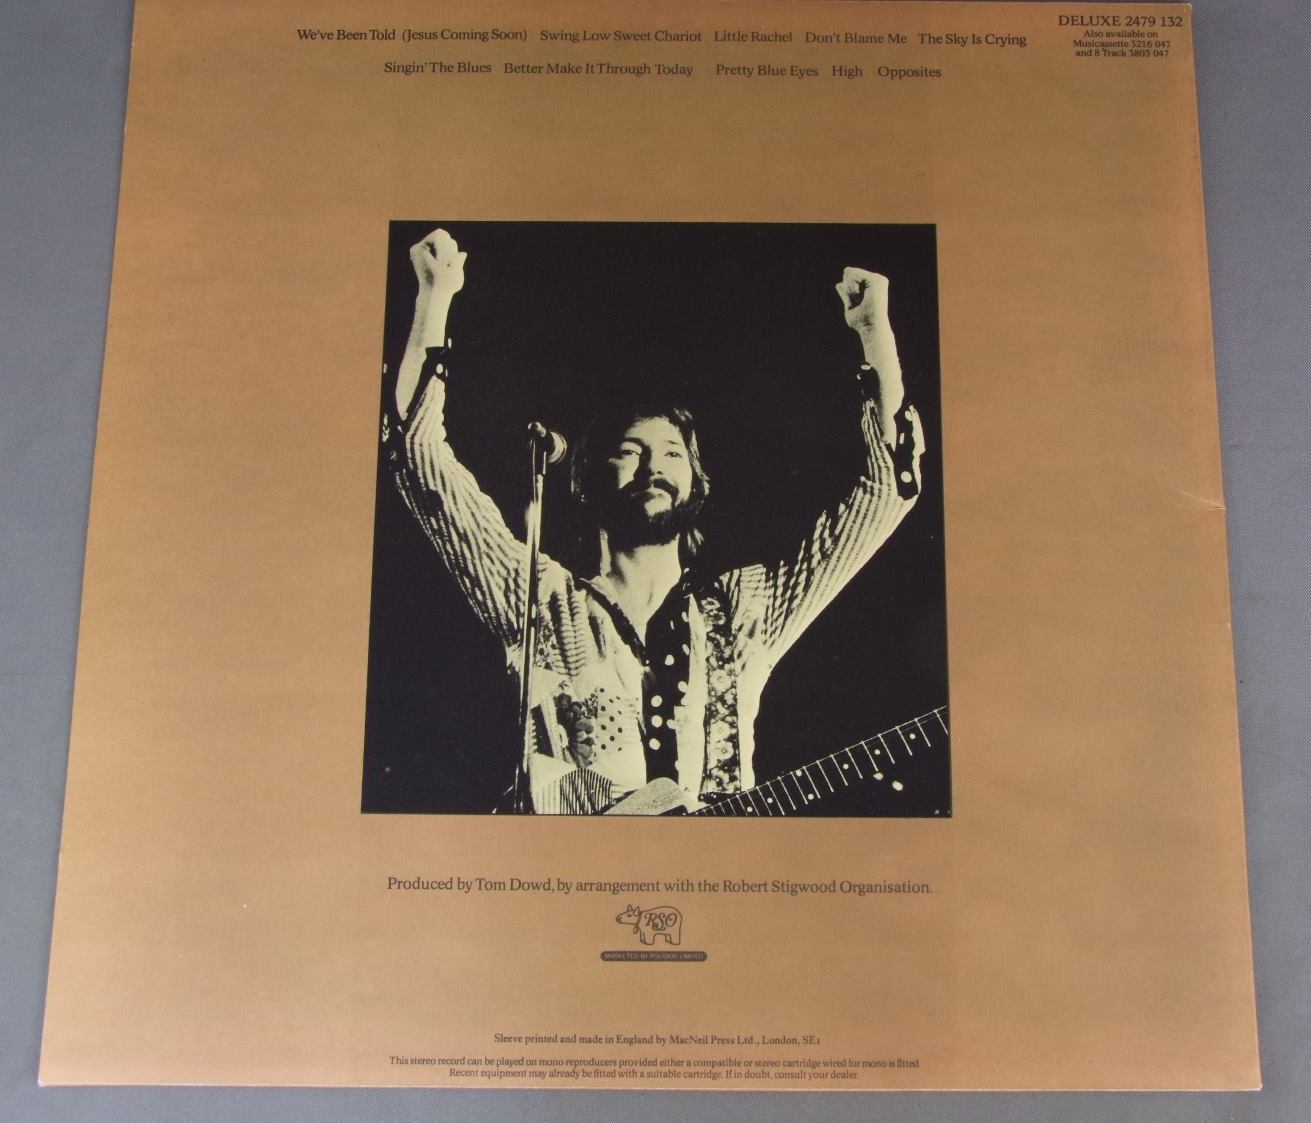 We've Been Told (Jesus Coming Soon) Swing Low Sweet Chariot Little Rachel Don't Blame Me The Sky Is Crying
Singin' The Blues Better Make It Through Today Pretty Blue Eyes High Opposites
DELUXE 2479 132
Also available on
Musicassette 3216 047
and 8 Track 3803 047
Produced by Tom Dowd, by arrangement with the Robert Stigwood Organisation.
RSO
MARKETED BY POLYDOR LIMITED
Sleeve printed and made in England by MacNeil Press Ltd., London, SE1
This stereo record can be played on mono reproducers provided either a compatible or stereo cartridge wired for mono is fitted.
Recent equipment may already be fitted with a suitable cartridge. If in doubt, consult your dealer.